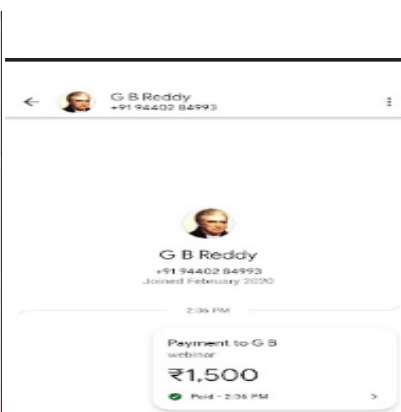 G B Reddy
+91 94402 84993
G B Reddy
+91 94402 84993
Joined February 2020
2:36 PM
Payment to G B
webinar
₹1,500
Paid - 2:36 PM